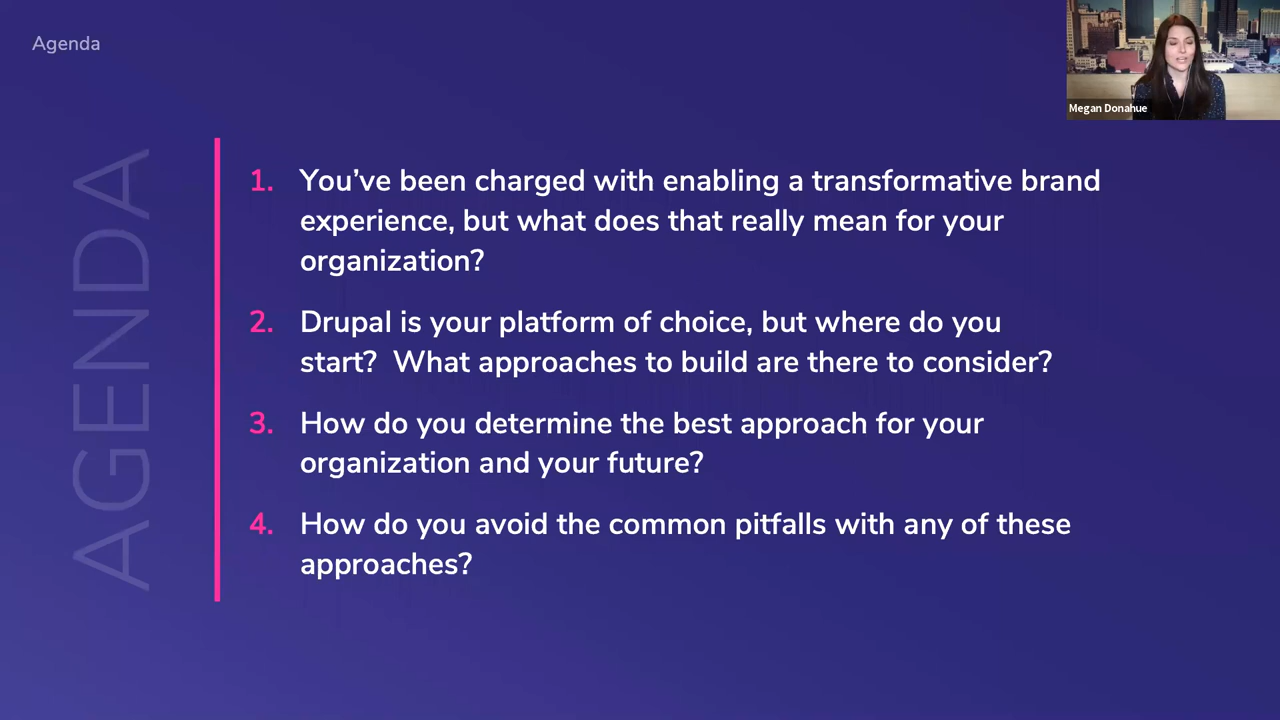 Agenda
Megan Donahue
AGENDA
1. You’ve been charged with enabling a transformative brand
experience, but what does that really mean for your
organization?
2. Drupal is your platform of choice, but where do you
start?  What approaches to build are there to consider?
3. How do you determine the best approach for your
organization and your future?
4. How do you avoid the common pitfalls with any of these
approaches?